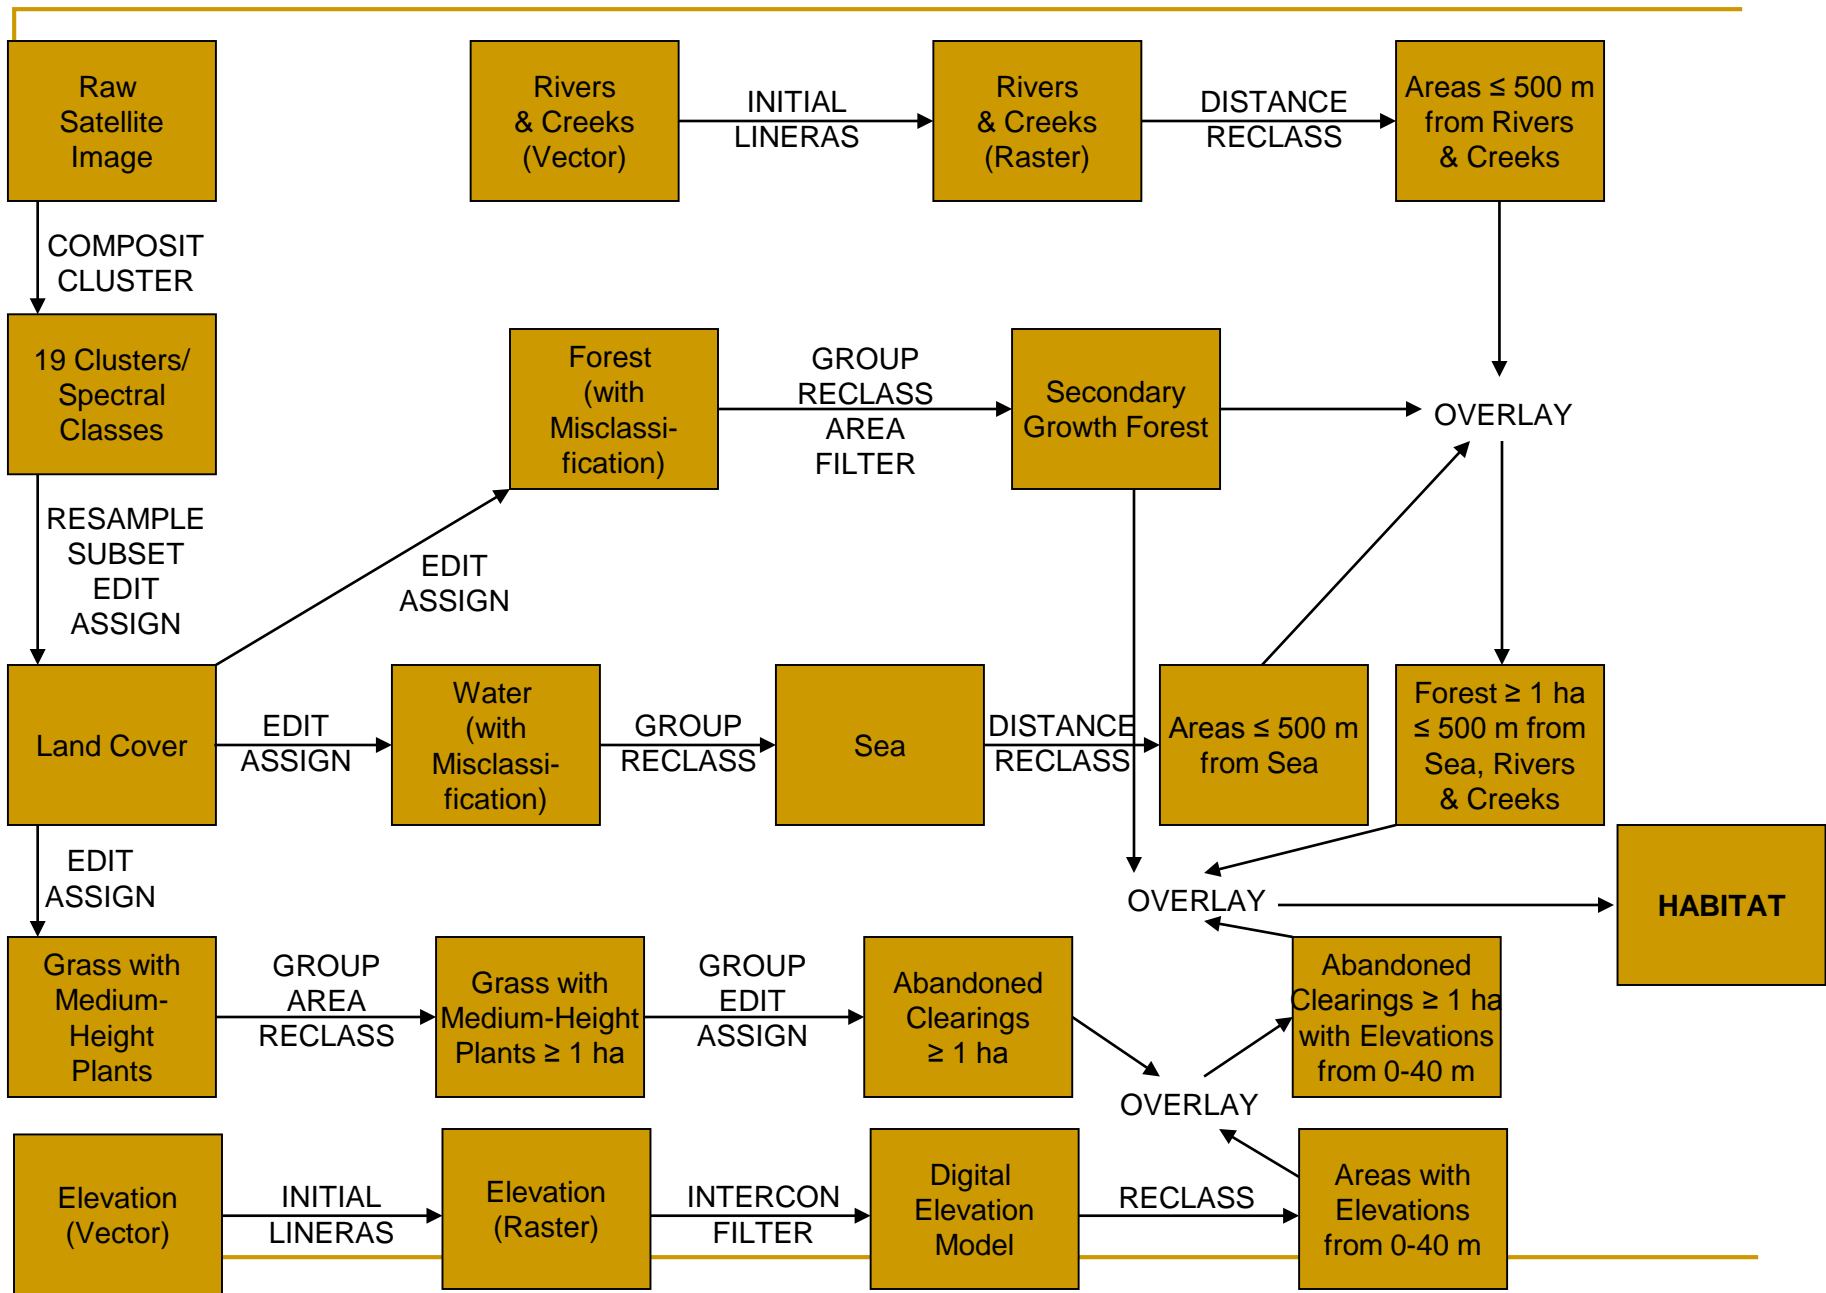 Raw
Satellite
Image
Rivers
& Creeks
(Vector)
INITIAL
LINERAS
Rivers
& Creeks
(Raster)
DISTANCE
RECLASS
Areas ≤ 500 m
from Rivers
& Creeks
COMPOSIT
CLUSTER
19 Clusters/
Spectral
Classes
Forest
(with
Misclassi-
fication)
GROUP
RECLASS
AREA
FILTER
Secondary
Growth Forest
OVERLAY
RESAMPLE
SUBSET
EDIT
ASSIGN
EDIT
ASSIGN
Land Cover
EDIT
ASSIGN
Water
(with
Misclassi-
fication)
GROUP
RECLASS
Sea
DISTANCE
RECLASS
Areas ≤ 500 m
from Sea
Forest ≥ 1 ha
≤ 500 m from
Sea, Rivers
& Creeks
EDIT
ASSIGN
OVERLAY
HABITAT
Grass with
Medium-
Height
Plants
GROUP
AREA
RECLASS
Grass with
Medium-Height
Plants ≥ 1 ha
GROUP
EDIT
ASSIGN
Abandoned
Clearings
≥ 1 ha
Abandoned
Clearings ≥ 1 ha
with Elevations
from 0-40 m
OVERLAY
Elevation
(Vector)
INITIAL
LINERAS
Elevation
(Raster)
INTERCON
FILTER
Digital
Elevation
Model
RECLASS
Areas with
Elevations
from 0-40 m